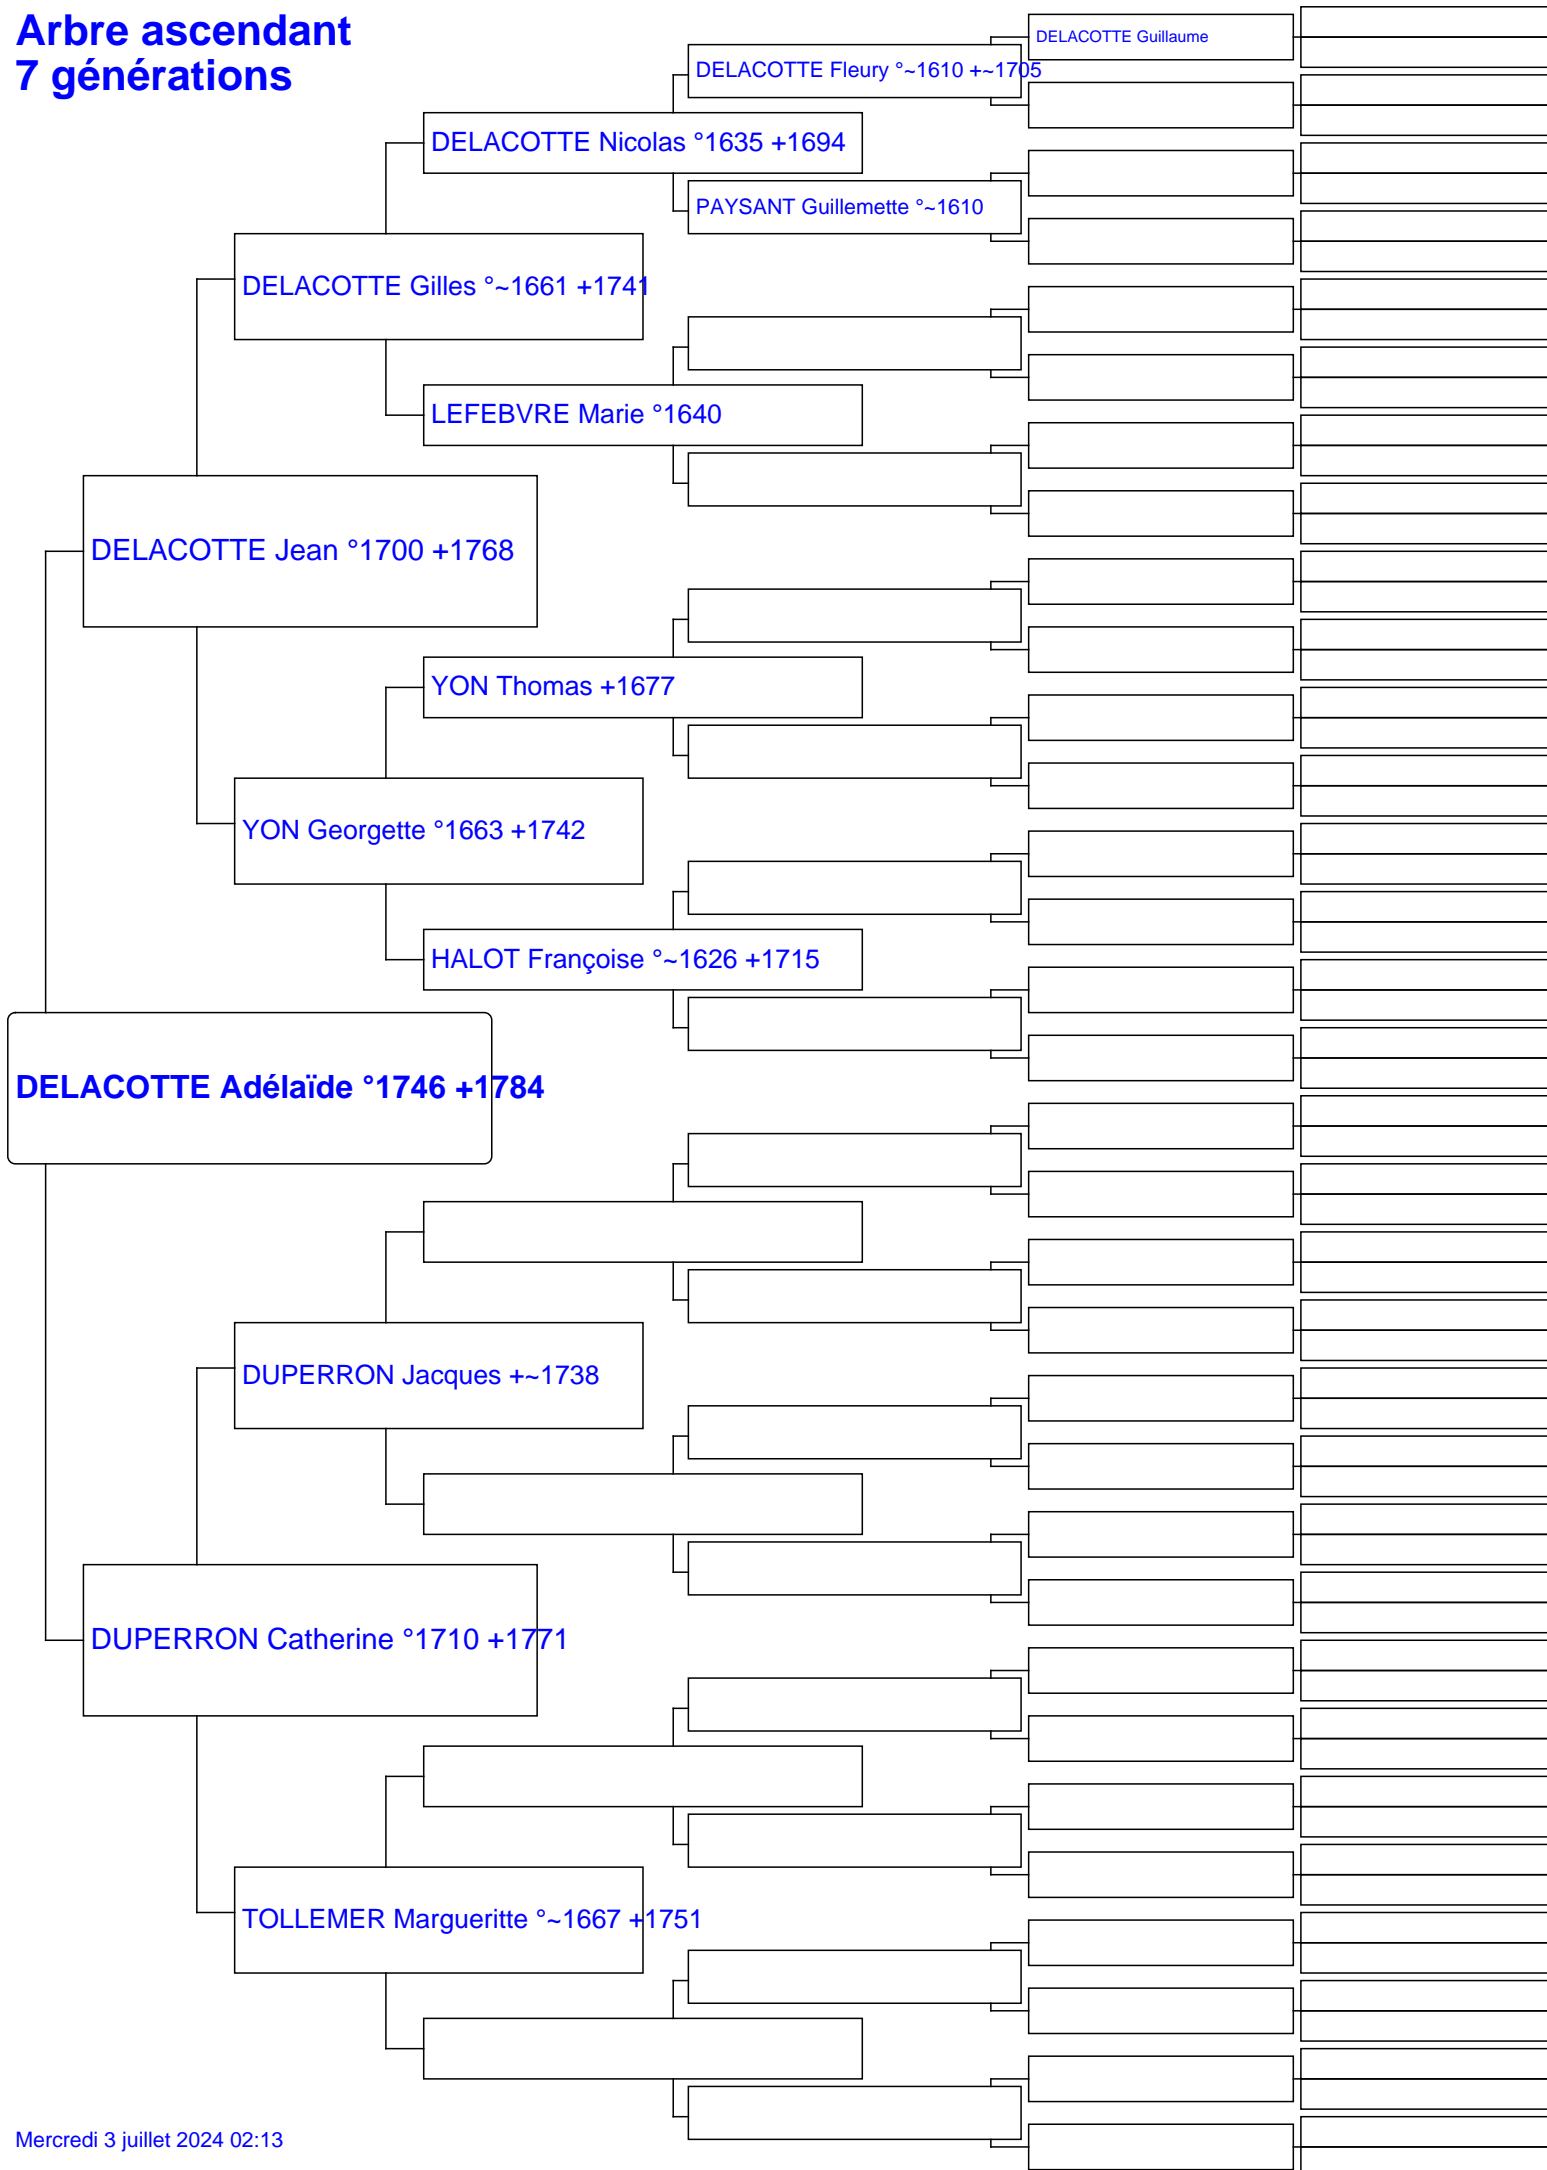 Arbre ascendant
7 générations
DELACOTTE Guillaume
DELACOTTE Fleury °~1610 +~1705
DELACOTTE Nicolas °1635 +1694
PAYSANT Guillemette °~1610
DELACOTTE Gilles °~1661 +1741
LEFEBVRE Marie °1640
DELACOTTE Jean °1700 +1768
YON Thomas +1677
YON Georgette °1663 +1742
HALOT Françoise °~1626 +1715
DELACOTTE Adélaïde °1746 +1784
DUPERRON Jacques +~1738
DUPERRON Catherine °1710 +1771
TOLLEMER Margueritte °~1667 +1751
Mercredi 3 juillet 2024 02:13